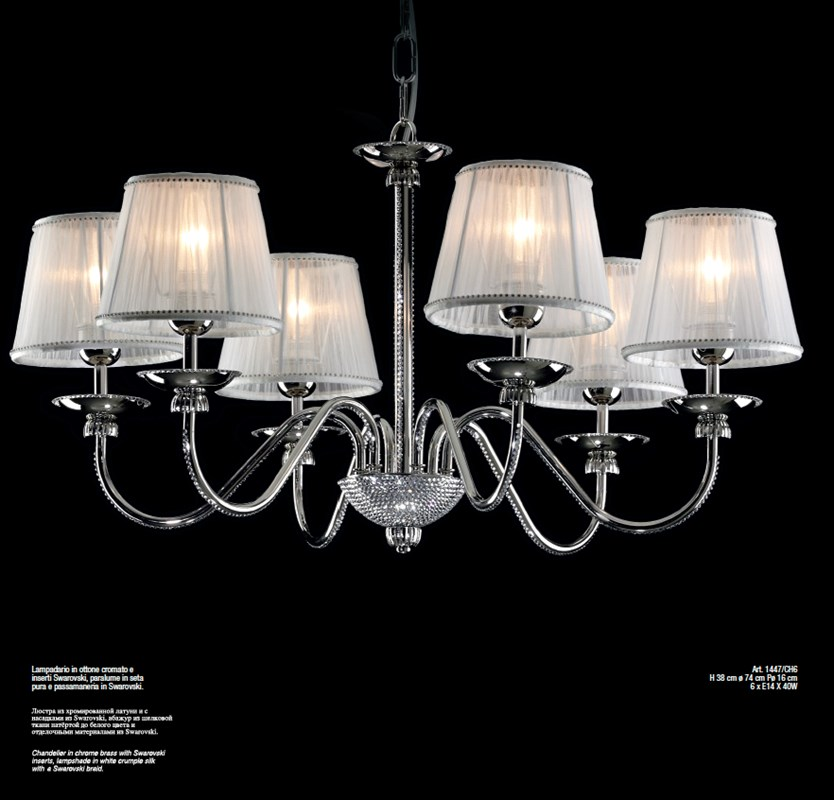 Lampadario in ottone cromato e
inserti Swarovski, paralume in seta
pura e passamaneria in Swarovski.
Люстра из хромированной латуни и с
насадками из Swarovski, абажур из шелковой
ткани патёртой до белого цвета и
отделочными материалами из Swarovski.
Chandelier in chrome brass with Swarovski
inserts, lampshade in white crumple silk
with a Swarovski braid.
Art. 1447/CH6
H 38 cm ø 74 cm Pø 16 cm
6 x E14 X 40W